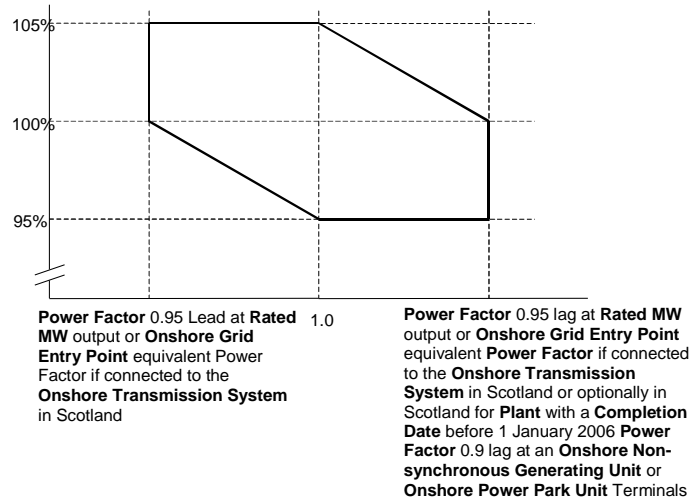 105%
100%
95%
Power Factor 0.95 Lead at Rated
MW output or Onshore Grid
Entry Point equivalent Power
Factor if connected to the
Onshore Transmission System
in Scotland
1.0
Power Factor 0.95 lag at Rated MW
output or Onshore Grid Entry Point
equivalent Power Factor if connected
to the Onshore Transmission
System in Scotland or optionally in
Scotland for Plant with a Completion
Date before 1 January 2006 Power
Factor 0.9 lag at an Onshore Non-
synchronous Generating Unit or
Onshore Power Park Unit Terminals